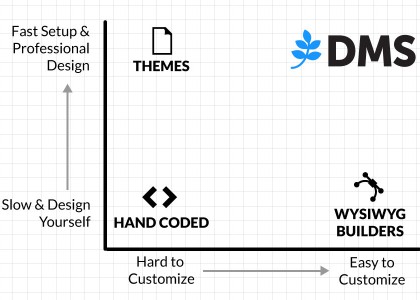 Fast Setup &
Professional
Design
THEMES
DMS
Slow & Design
Yourself
HAND CODED
WYSIWYG
BUILDERS
Hard to
Customize
Easy to
Customize